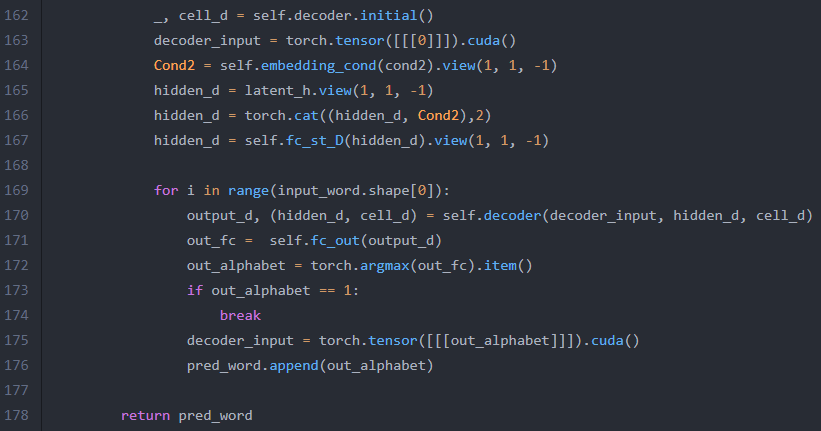 162 _, cell_d = self.decoder.initial()
163 decoder_input = torch.tensor([[[0]]]).cuda()
164 Cond2 = self.embedding_cond(cond2).view(1, 1, -1)
165 hidden_d = latent_h.view(1, 1, -1)
166 hidden_d = torch.cat((hidden_d, Cond2),2)
167 hidden_d = self.fc_st_D(hidden_d).view(1, 1, -1)
168
169 for i in range(input_word.shape[0]):
170 output_d, (hidden_d, cell_d) = self.decoder(decoder_input, hidden_d, cell_d)
171 out_fc =  self.fc_out(output_d)
172 out_alphabet = torch.argmax(out_fc).item()
173 if out_alphabet == 1:
174 break
175 decoder_input = torch.tensor([[[out_alphabet]]]).cuda()
176 pred_word.append(out_alphabet)
177
178 return pred_word